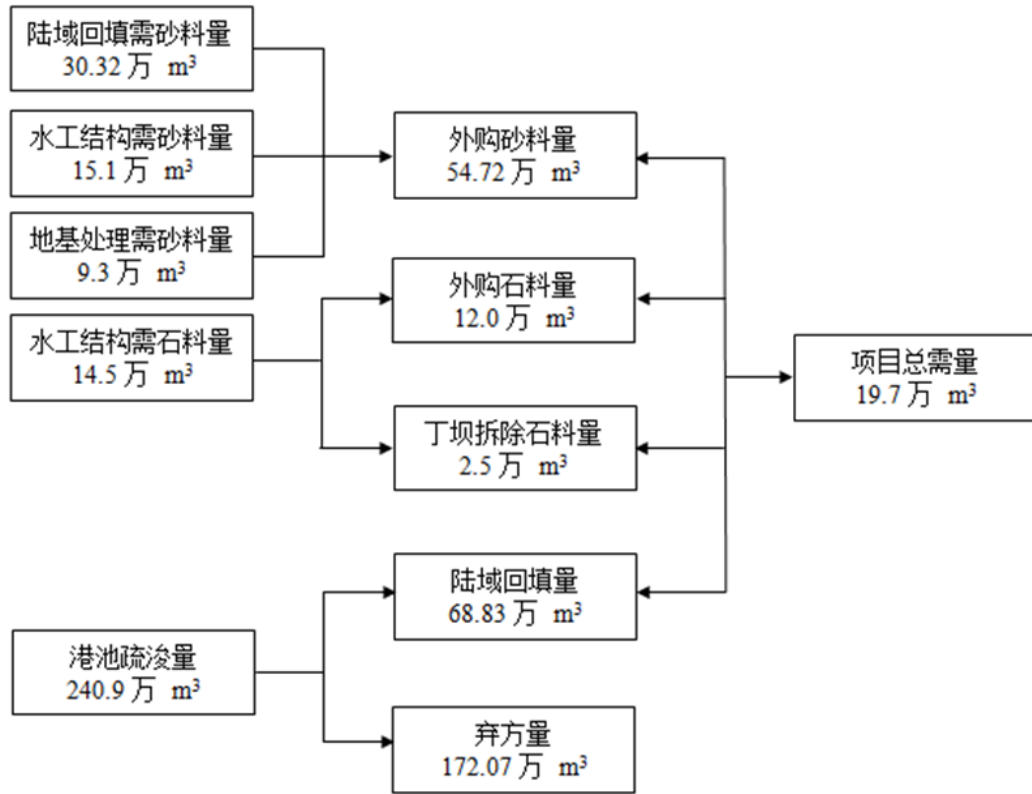 陆域回填需砂料量
30.32万 m³
水工结构需砂料量
15.1万 m³
地基处理需砂料量
9.3万 m³
水工结构需石料量
14.5万 m³
港池疏浚量
240.9万 m³
外购砂料量
54.72万 m³
外购石料量
12.0万 m³
丁坝拆除石料量
2.5万 m³
陆域回填量
68.83万 m³
弃方量
172.07万 m³
项目总需量
19.7万 m³